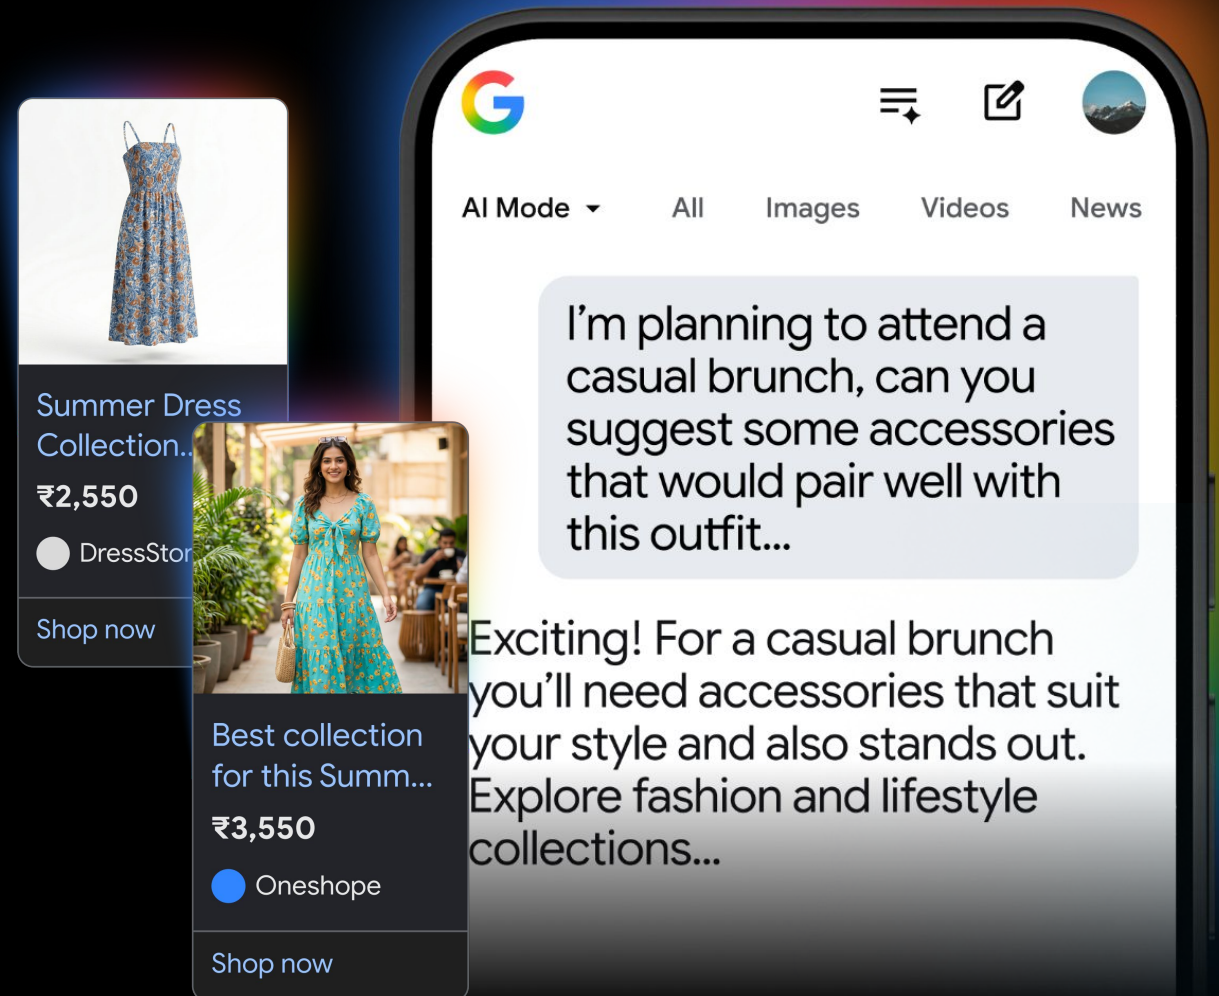 AI Mode
All
Images
Videos
News
I'm planning to attend a
casual brunch, can you
suggest some accessories
that would pair well with
this outfit...
Exciting! For a casual brunch
you'll need accessories that suit
your style and also stands out.
Explore fashion and lifestyle
collections...
Summer Dress
Collection..
₹2,550
DressStor
Shop now
Best collection
for this Summ...
₹3,550
Oneshope
Shop now